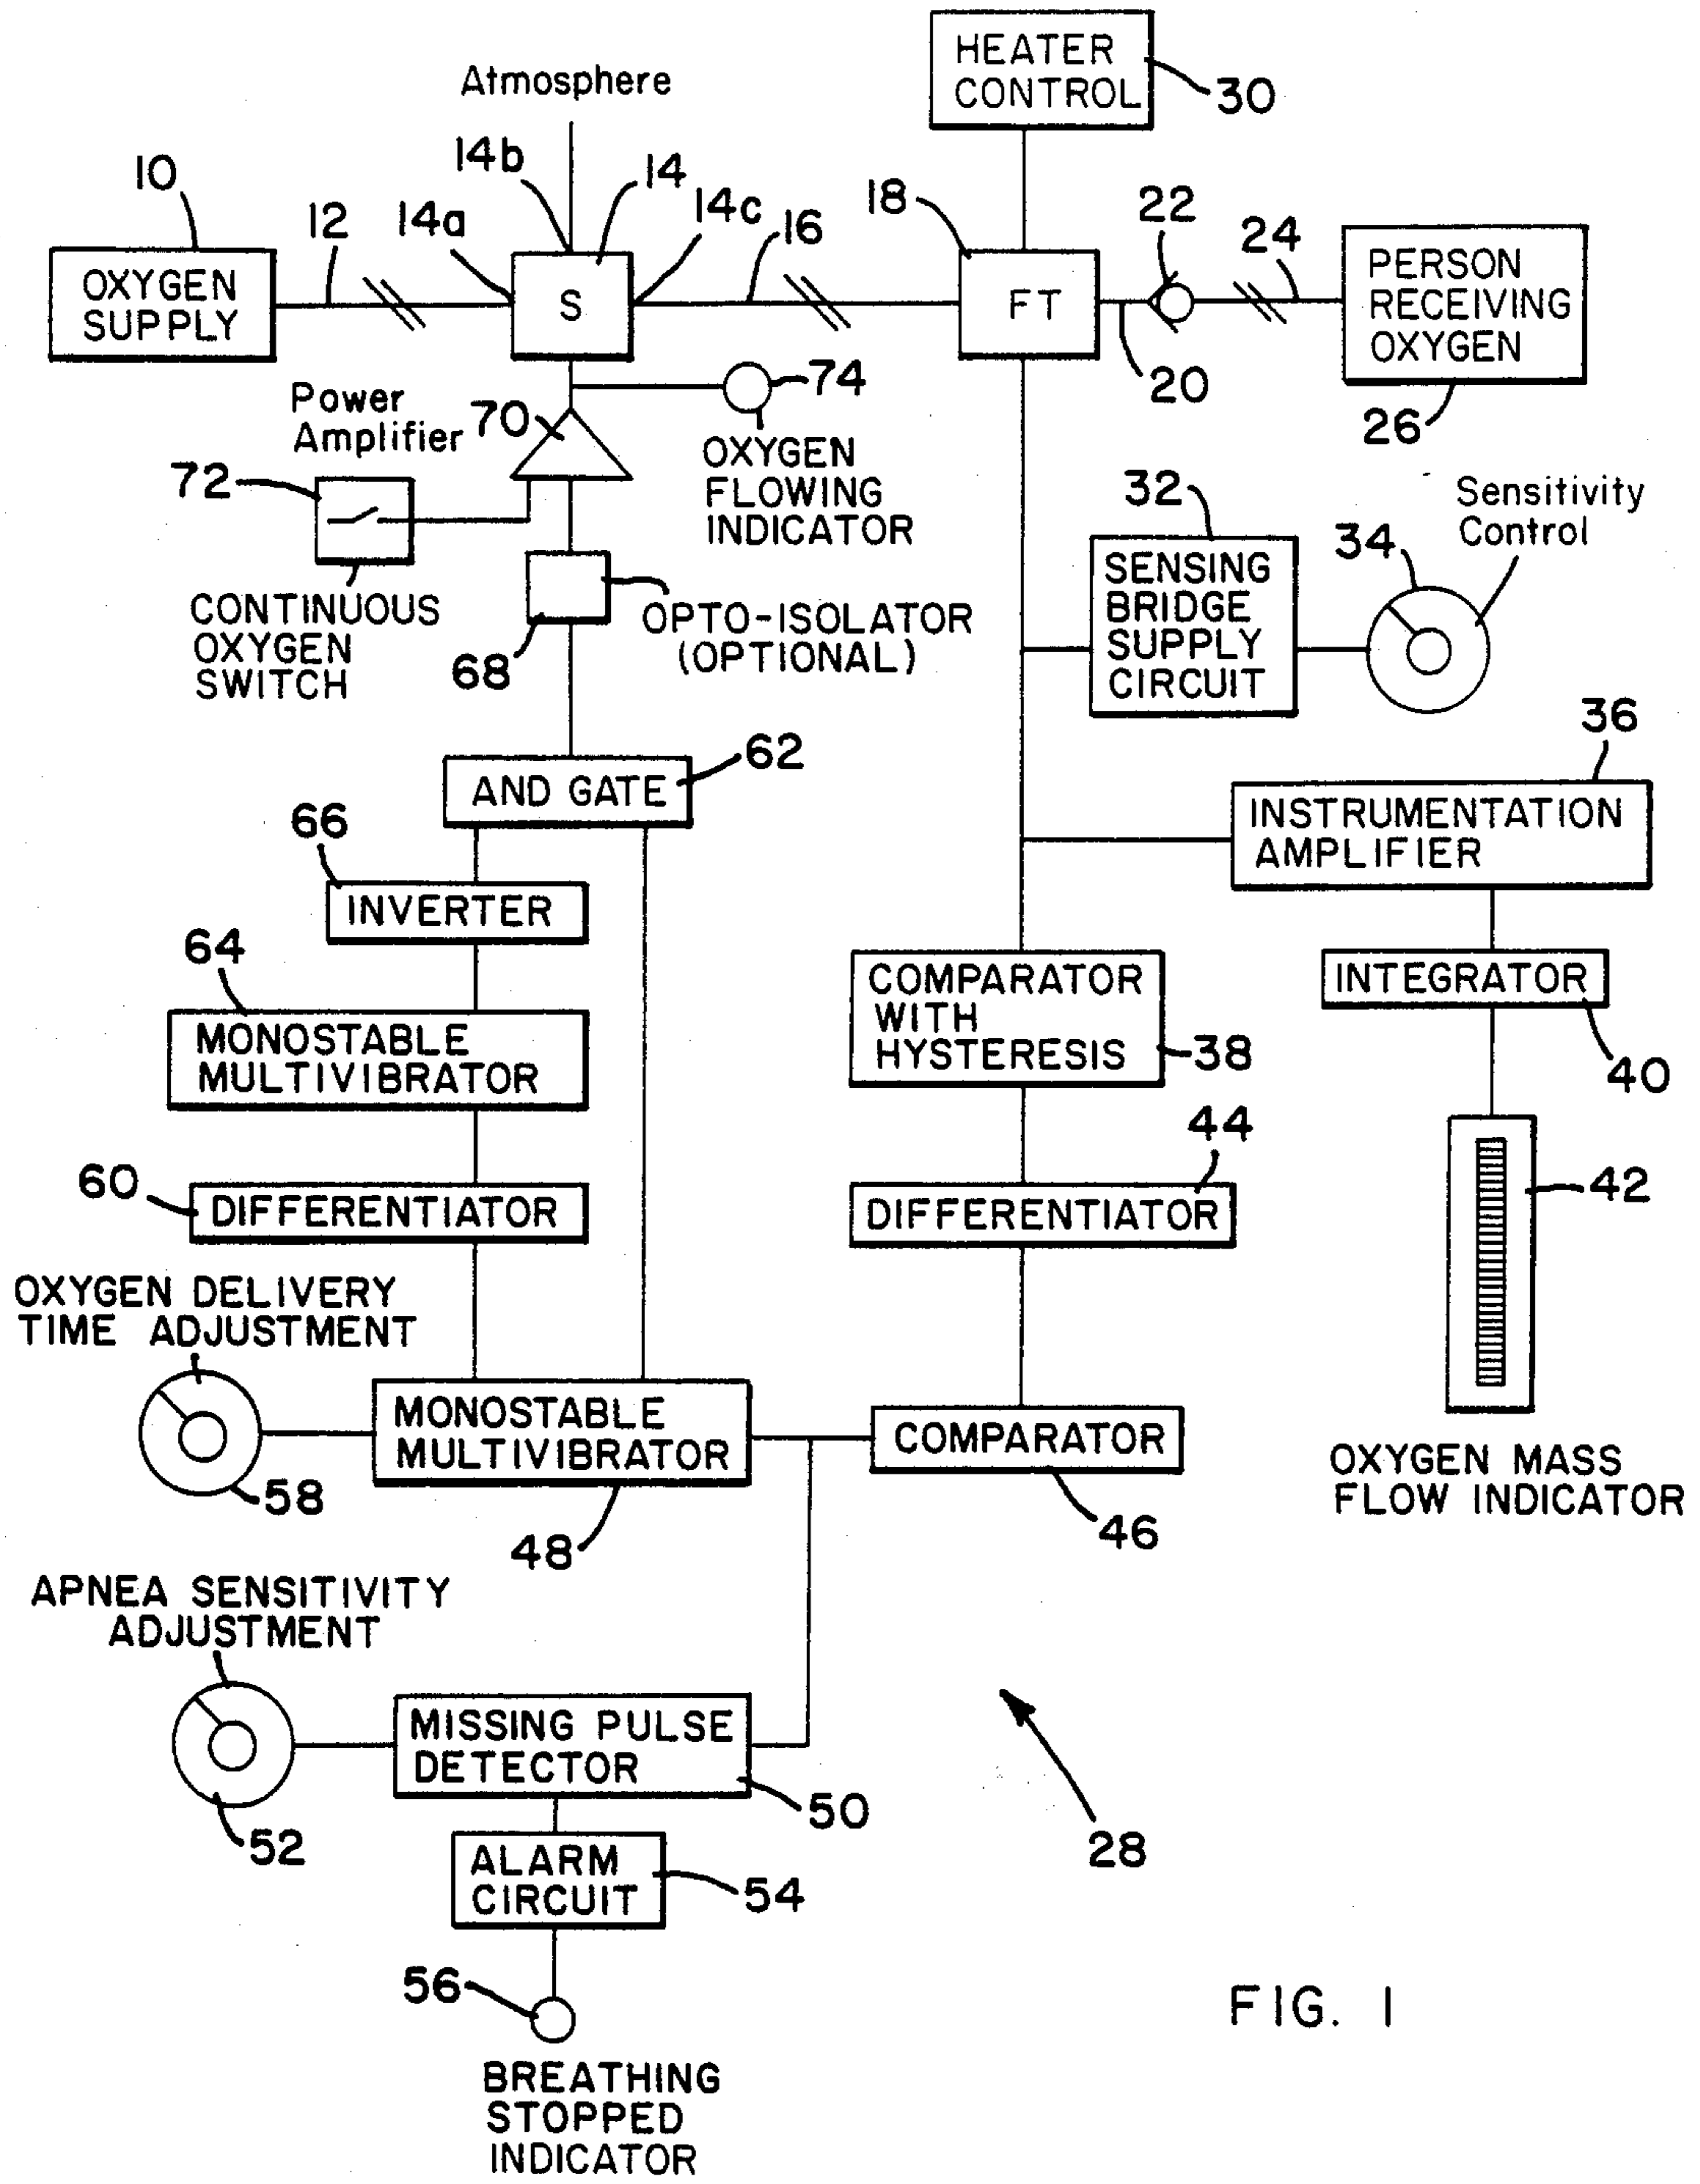 HEATER
CONTROL
30
Atmosphere
14b
14
10
12
14a
14c
16
18
22
24
OXYGEN
SUPPLY
S
FT
PERSON
RECEIVING
OXYGEN
20
26
74
Power
Amplifier
70
OXYGEN
FLOWING
INDICATOR
72
CONTINUOUS
OXYGEN
SWITCH
68
OPTO-ISOLATOR
(OPTIONAL)
32
SENSING
BRIDGE
SUPPLY
CIRCUIT
34
Sensitivity
Control
36
INSTRUMENTATION
AMPLIFIER
62
AND GATE
66
INVERTER
64
MONOSTABLE
MULTIVIBRATOR
COMPARATOR
WITH
HYSTERESIS
38
INTEGRATOR
40
44
DIFFERENTIATOR
60
DIFFERENTIATOR
42
OXYGEN MASS
FLOW INDICATOR
OXYGEN DELIVERY
TIME ADJUSTMENT
58
MONOSTABLE
MULTIVIBRATOR
48
COMPARATOR
46
APNEA SENSITIVITY
ADJUSTMENT
52
MISSING PULSE
DETECTOR
50
28
ALARM
CIRCUIT
54
56
BREATHING
STOPPED
INDICATOR
FIG. 1